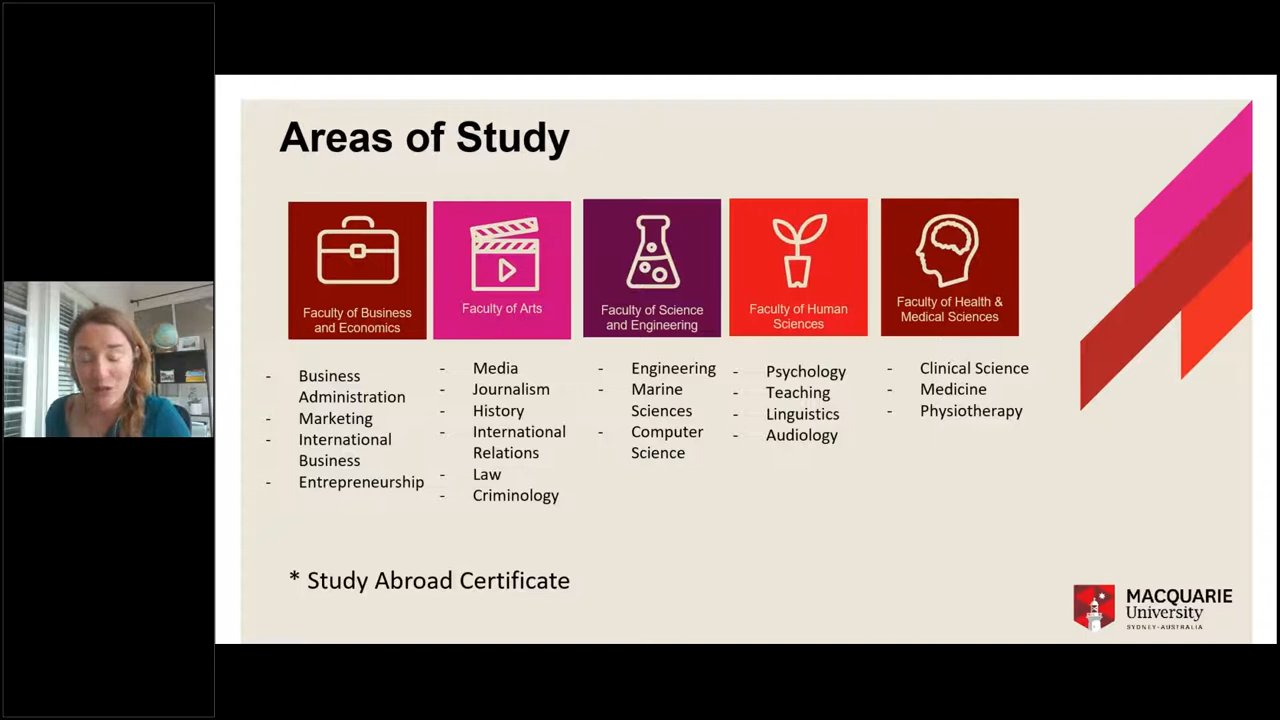 Areas of Study
Faculty of Business
and Economics
Faculty of Arts
Faculty of Science
and Engineering
Faculty of Human
Sciences
Faculty of Health &
Medical Sciences
- Business
Administration
- Marketing
- International
Business
- Entrepreneurship
- Media
- Journalism
- History
- International
Relations
- Law
- Criminology
- Engineering
- Marine
Sciences
- Computer
Science
- Psychology
- Teaching
- Linguistics
- Audiology
- Clinical Science
- Medicine
- Physiotherapy
* Study Abroad Certificate
MACQUARIE
University
SYDNEY·AUSTRALIA